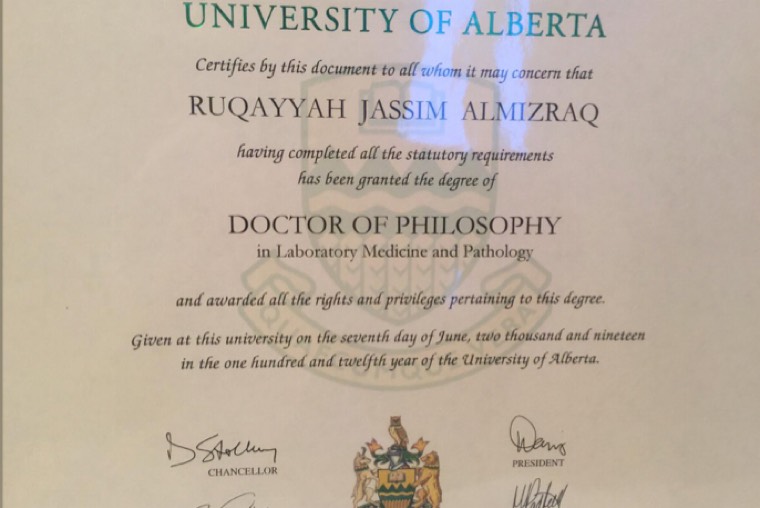 UNIVERSITY OF ALBERTA
Certifies by this document to all whom it may concern that
RUQAYYAH JASSIM ALMIZRAQ
having completed all the statutory requirements
has been granted the degree of
DOCTOR OF PHILOSOPHY
in Laboratory Medicine and Pathology
and awarded all the rights and privileges pertaining to this degree.
Given at this university on the seventh day of June, two thousand and nineteen
in the one hundred and twelfth year of the University of Alberta.
CHANCELLOR
PRESIDENT